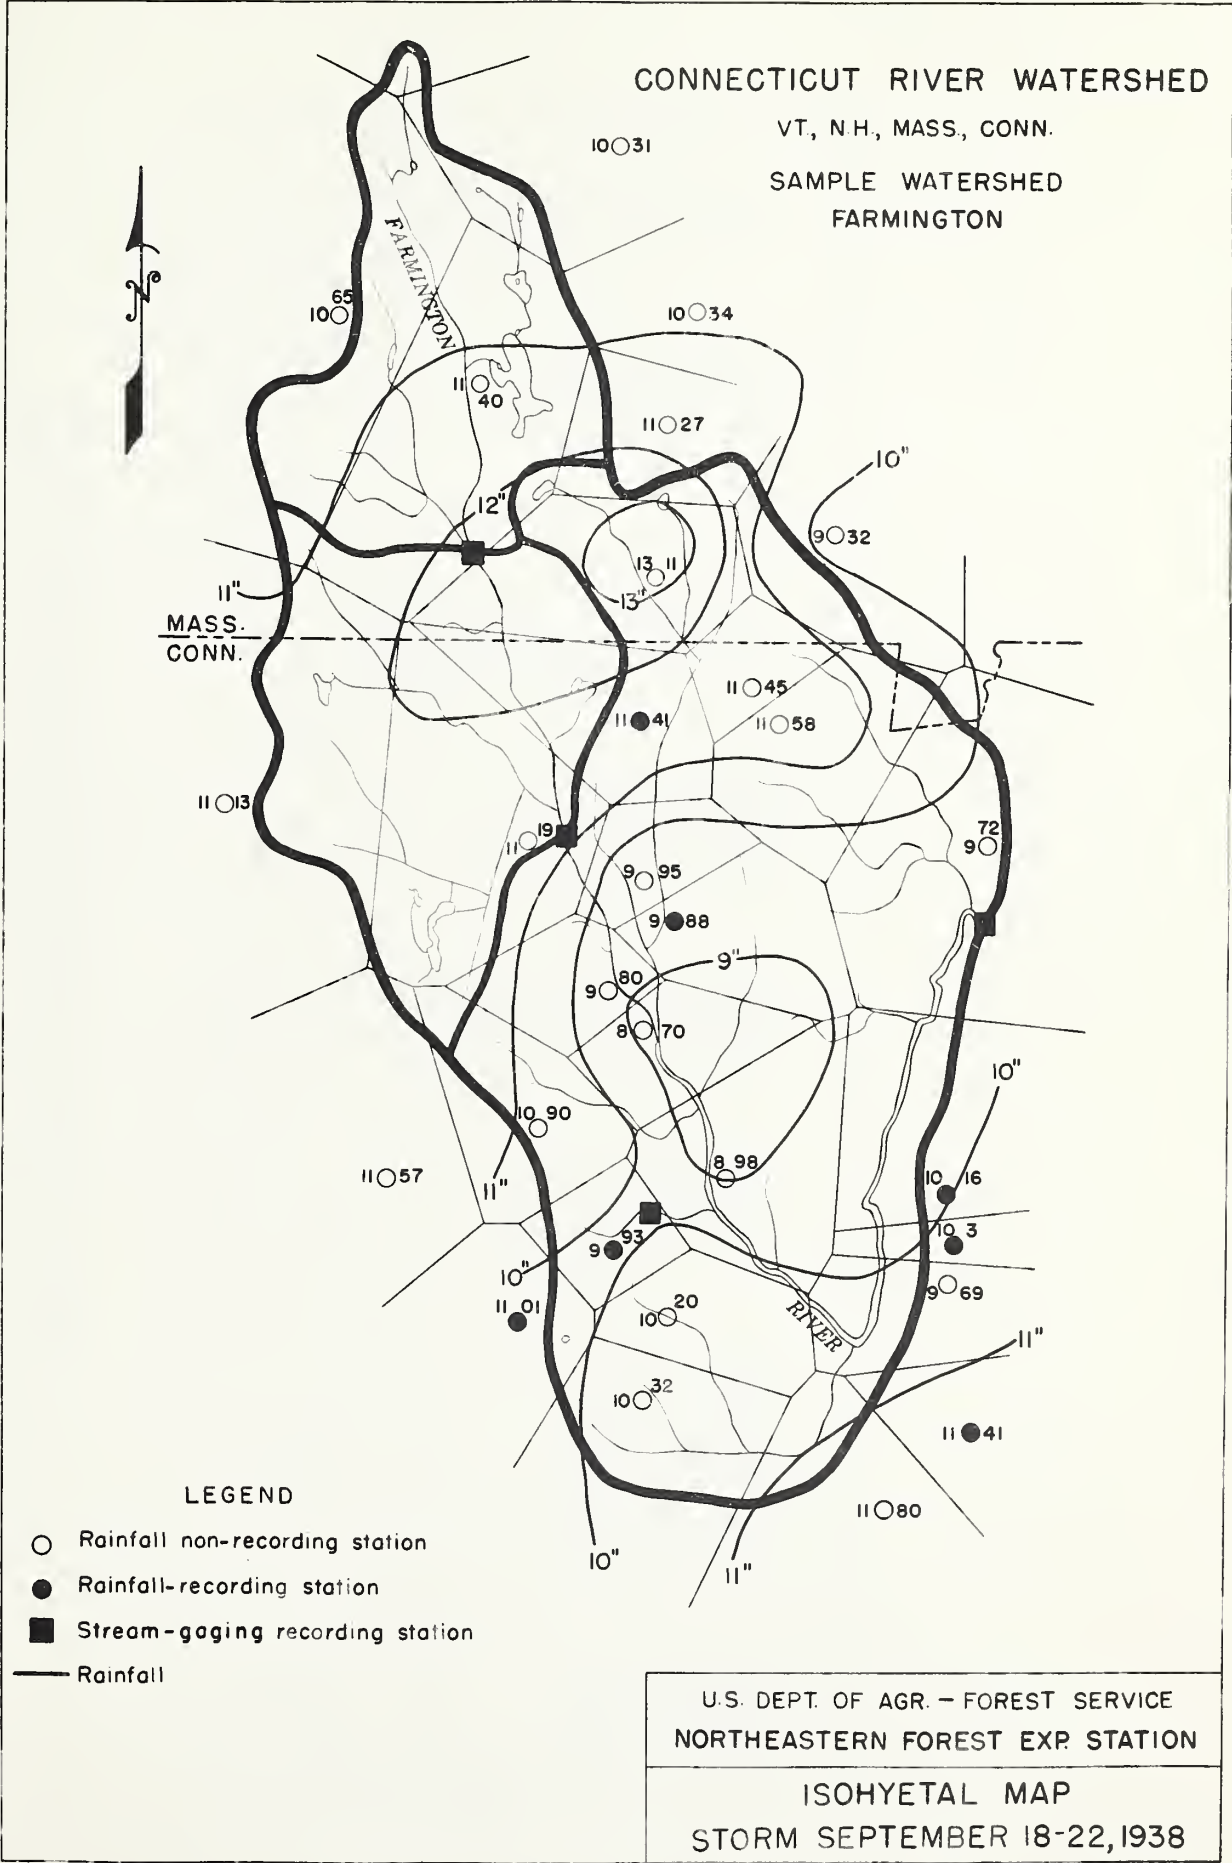 CONNECTICUT RIVER WATERSHED
VT., N.H., MASS., CONN.
SAMPLE WATERSHED
FARMINGTON
10 31
N
FARMINGTON
10 65
10 34
11 40
11 27
10"
12"
9 32
13 11
13"
11"
MASS.
CONN.
11 45
11 41
11 58
11 13
11 19
9 72
9 95
9 88
9"
9 80
8 70
10"
10 90
11 57
11"
8 98
10 16
9 93
10 3
10"
9 69
11 01
10 20
RIVER
11"
10 32
11 41
11 80
10"
11"
LEGEND
Rainfall non-recording station
Rainfall-recording station
Stream-gaging recording station
Rainfall
U.S. DEPT. OF AGR. - FOREST SERVICE
NORTHEASTERN FOREST EXP. STATION
ISOHYETAL MAP
STORM SEPTEMBER 18-22, 1938